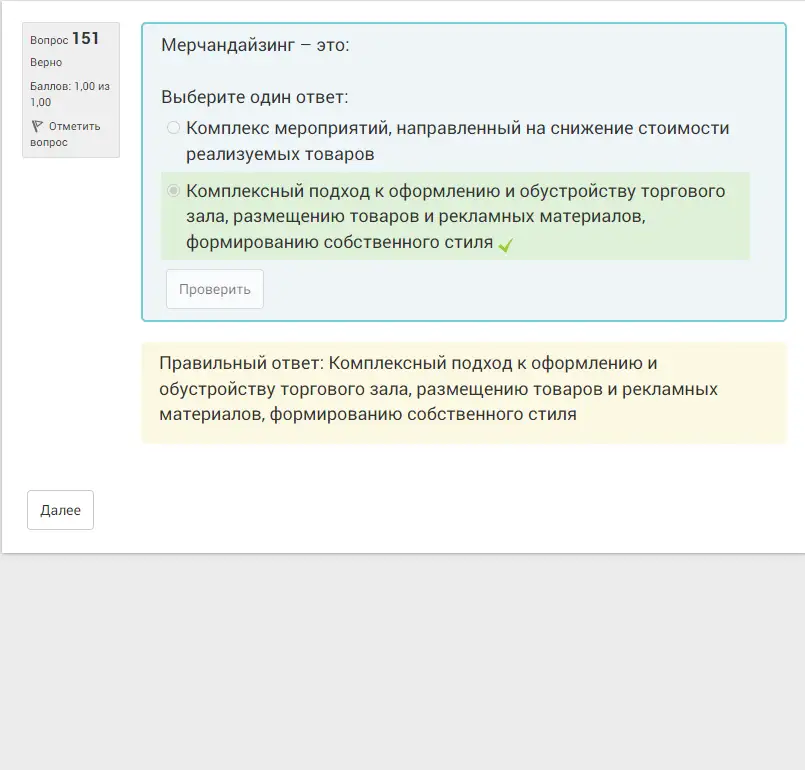 Вопрос 151
Верно
Баллов: 1,00 из
1,00
Отметить
вопрос
Мерчандайзинг – это:
Выберите один ответ:
Комплекс мероприятий, направленный на снижение стоимости
реализуемых товаров
Комплексный подход к оформлению и обустройству торгового
зала, размещению товаров и рекламных материалов,
формированию собственного стиля
Проверить
Правильный ответ: Комплексный подход к оформлению и
обустройству торгового зала, размещению товаров и рекламных
материалов, формированию собственного стиля
Далее